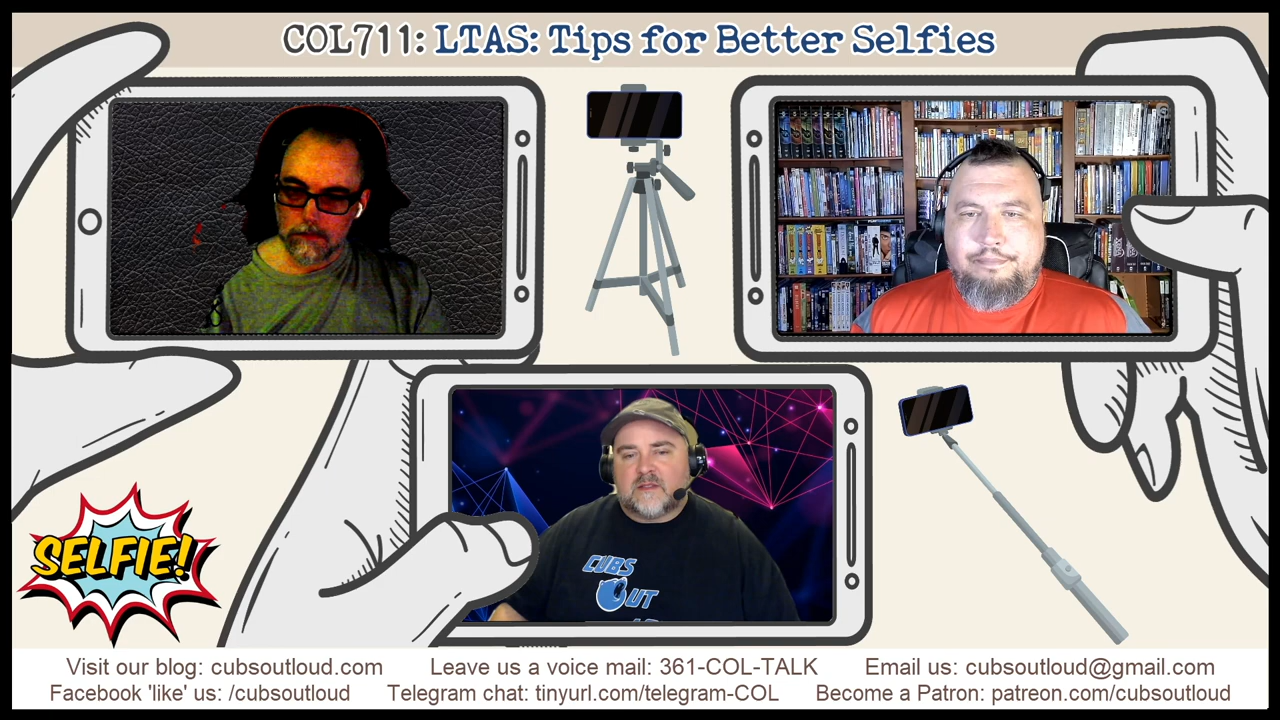 COL711: LTAS: Tips for Better Selfies
CUBS
OUT
SELFIE!
Visit our blog: cubsoutloud.com Leave us a voice mail: 361-COL-TALK Email us: cubsoutloud@gmail.com
Facebook 'like' us: /cubsoutloud Telegram chat: tinyurl.com/telegram-COL Become a Patron: patreon.com/cubsoutloud